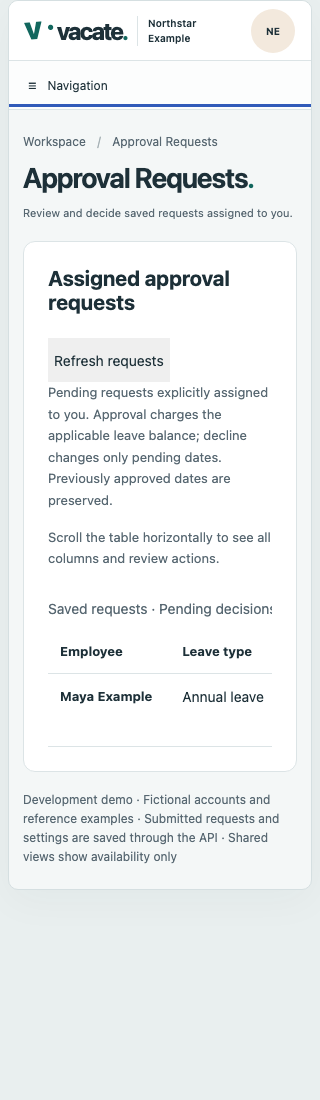 vacate.
Northstar
Example
NE
≡ Navigation
Workspace / Approval Requests
Approval Requests.
Review and decide saved requests assigned to you.
Assigned approval
requests
Refresh requests
Pending requests explicitly assigned
to you. Approval charges the
applicable leave balance; decline
changes only pending dates.
Previously approved dates are
preserved.
Scroll the table horizontally to see all
columns and review actions.
Saved requests · Pending decisions
Employee Leave type
Maya Example Annual leave
Development demo · Fictional accounts and
reference examples · Submitted requests and
settings are saved through the API · Shared
views show availability only